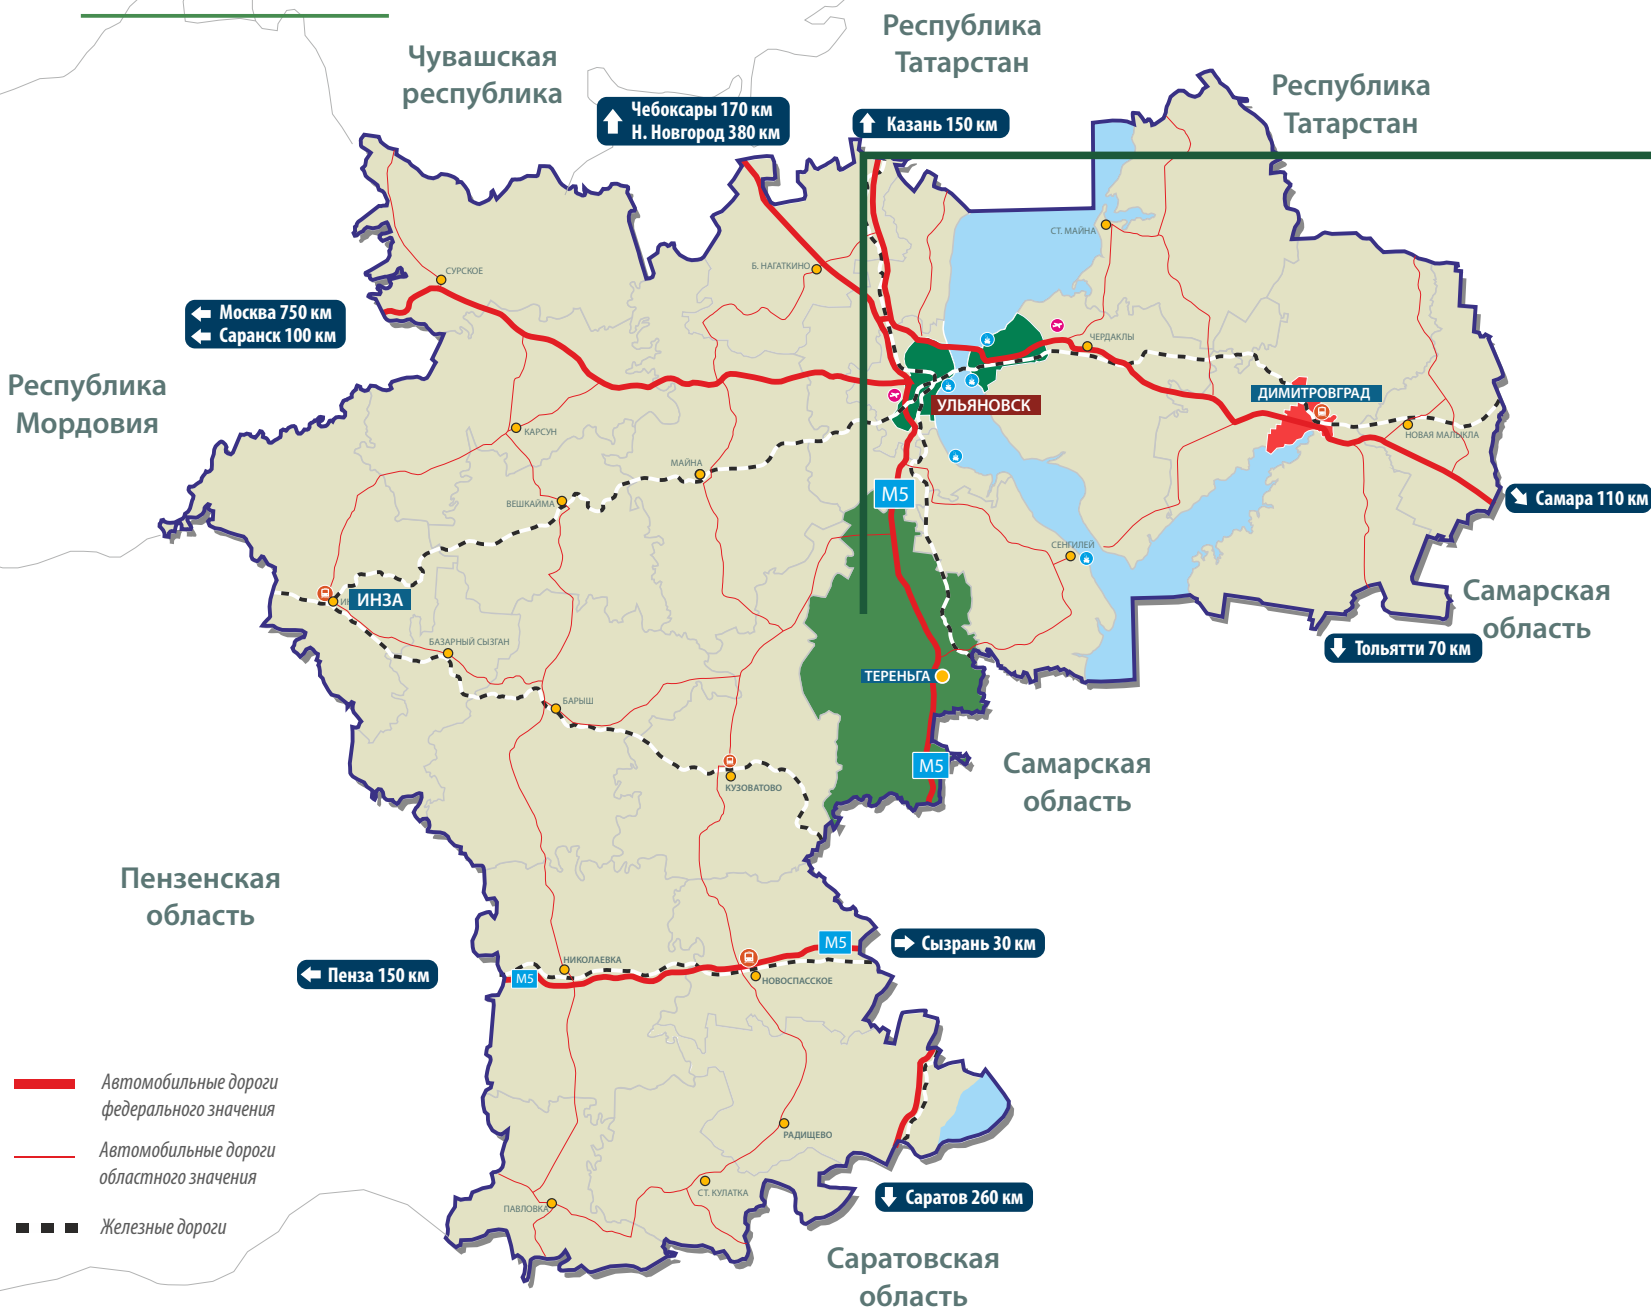 Республика
Татарстан
Чувашская
республика
Республика
Татарстан
Чебоксары 170 км
Н. Новгород 380 км
Казань 150 км
СТ. МАЙНА
СУРСКОЕ
Б. НАГАТКИНО
Москва 750 км
Саранск 100 км
ЧЕРДАКЛЫ
Республика
Мордовия
ДИМИТРОВГРАД
УЛЬЯНОВСК
КАРСУН
НОВАЯ МАЛЫКЛА
МАЙНА
М5
ВЕШКАЙМА
Самара 110 км
СЕНГИЛЕЙ
ИНЗА
Самарская
область
БАЗАРНЫЙ СЫЗГАН
Тольятти 70 км
ТЕРЕНЬГА
БАРЫШ
М5
Самарская
область
КУЗОВАТОВО
Пензенская
область
М5
Сызрань 30 км
НИКОЛАЕВКА
Пенза 150 км
М5
НОВОСПАССКОЕ
Автомобильные дороги
федерального значения
РАДИЩЕВО
Автомобильные дороги
областного значения
СТ. КУЛАТКА
Саратов 260 км
ПАВЛОВКА
Железные дороги
Саратовская
область